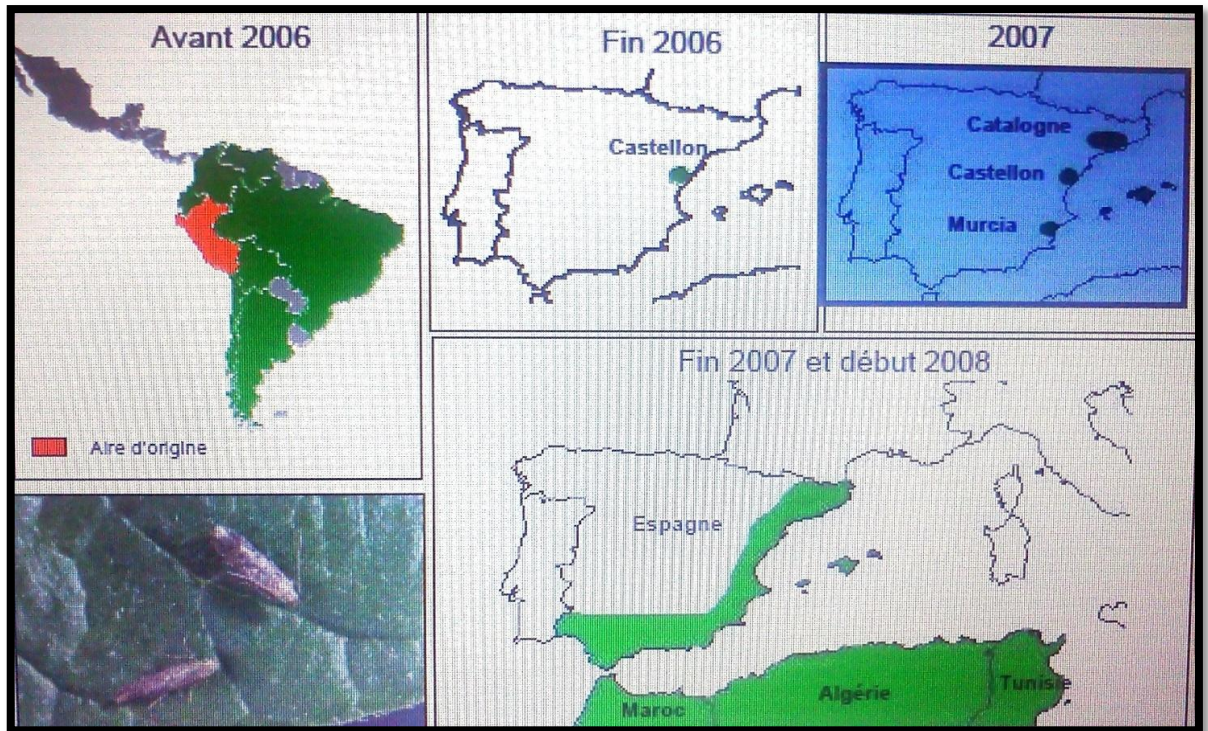 Avant 2006
Aire d'origine
Fin 2006
Castellon
2007
Catalogne
Castellon
Murcia
Fin 2007 et début 2008
Espagne
Maroc
Algérie
Tunisie